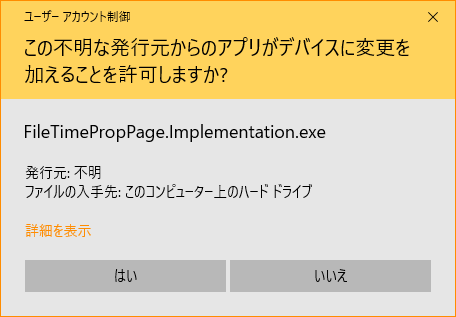 ユーザー アカウント制御
この不明な発行元からのアプリがデバイスに変更を
加えることを許可しますか?
FileTimePropPage.Implementation.exe
発行元: 不明
ファイルの入手先: このコンピューター上のハード ドライブ
詳細を表示
はい
いいえ